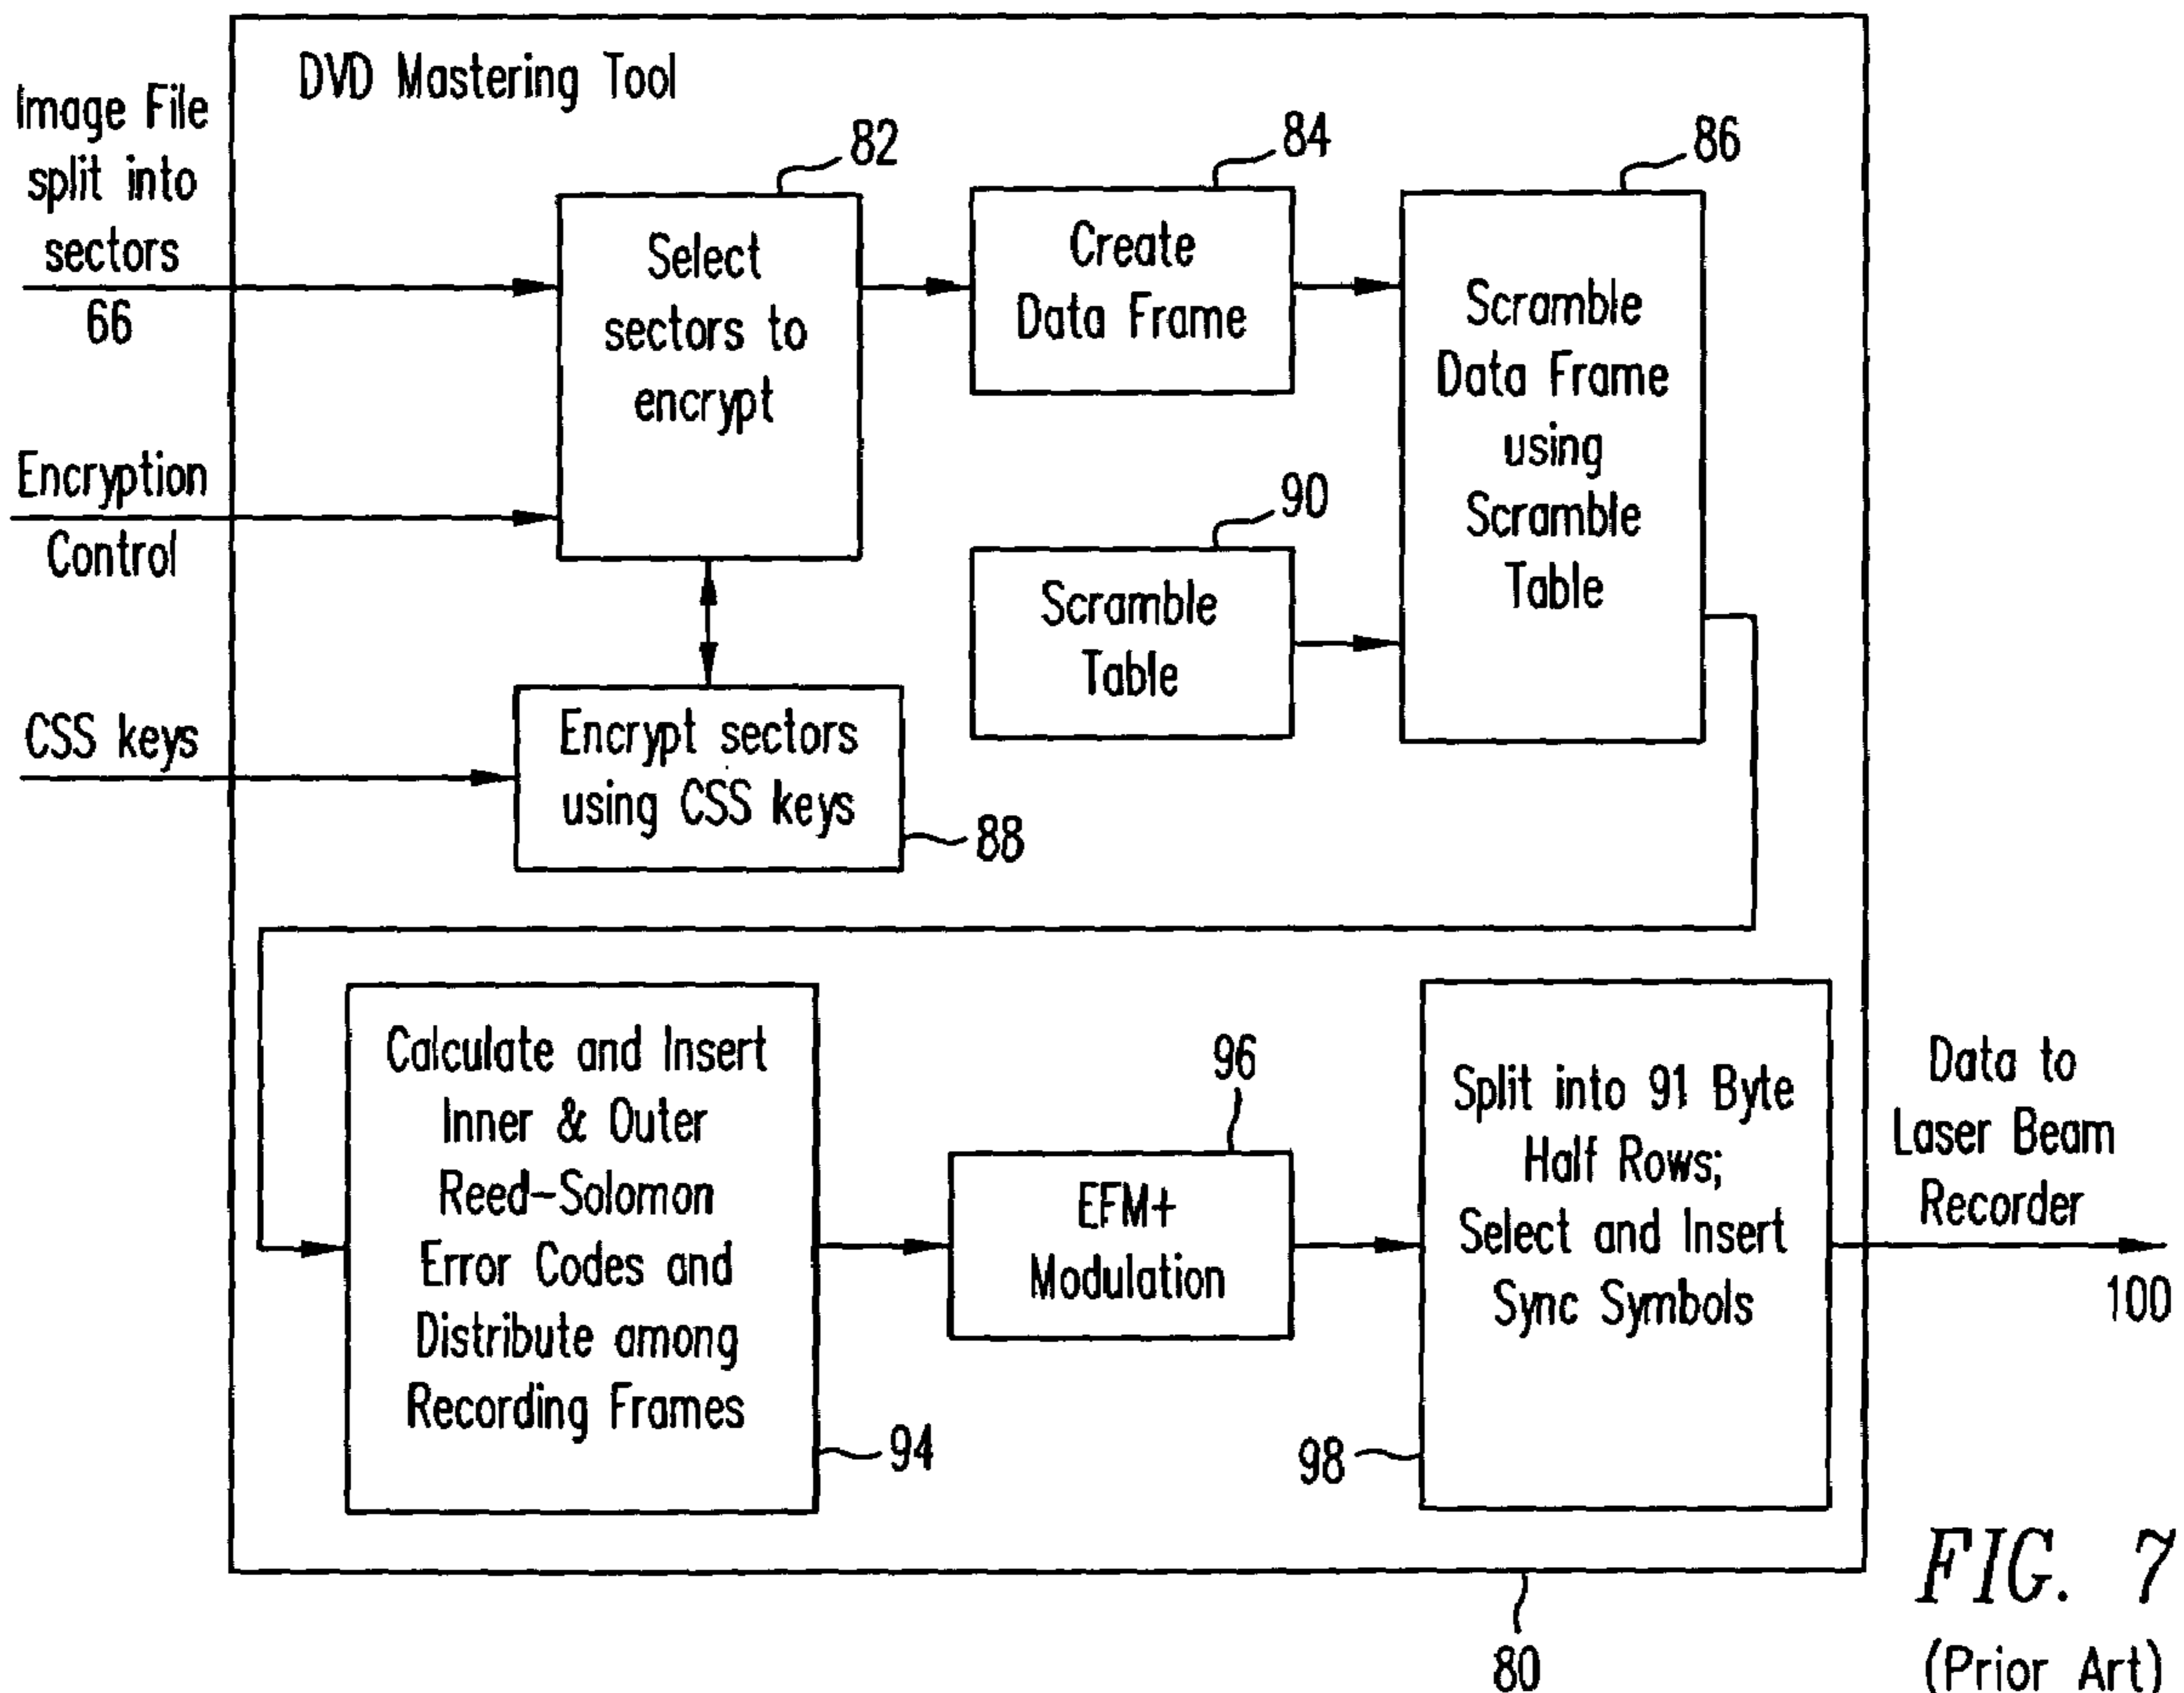 DVD Mastering Tool
Image File
split into
sectors
66
Encryption
Control
CSS keys
82
Select
sectors to
encrypt
84
Create
Data Frame
86
Scramble
Data Frame
using
Scramble
Table
90
Scramble
Table
Encrypt sectors
using CSS keys
88
Calculate and Insert
Inner & Outer
Reed-Solomon
Error Codes and
Distribute among
Recording Frames
94
96
EFM+
Modulation
Split into 91 Byte
Half Rows;
Select and Insert
Sync Symbols
98
Data to
Laser Beam
Recorder
100
80
FIG. 7
(Prior Art)